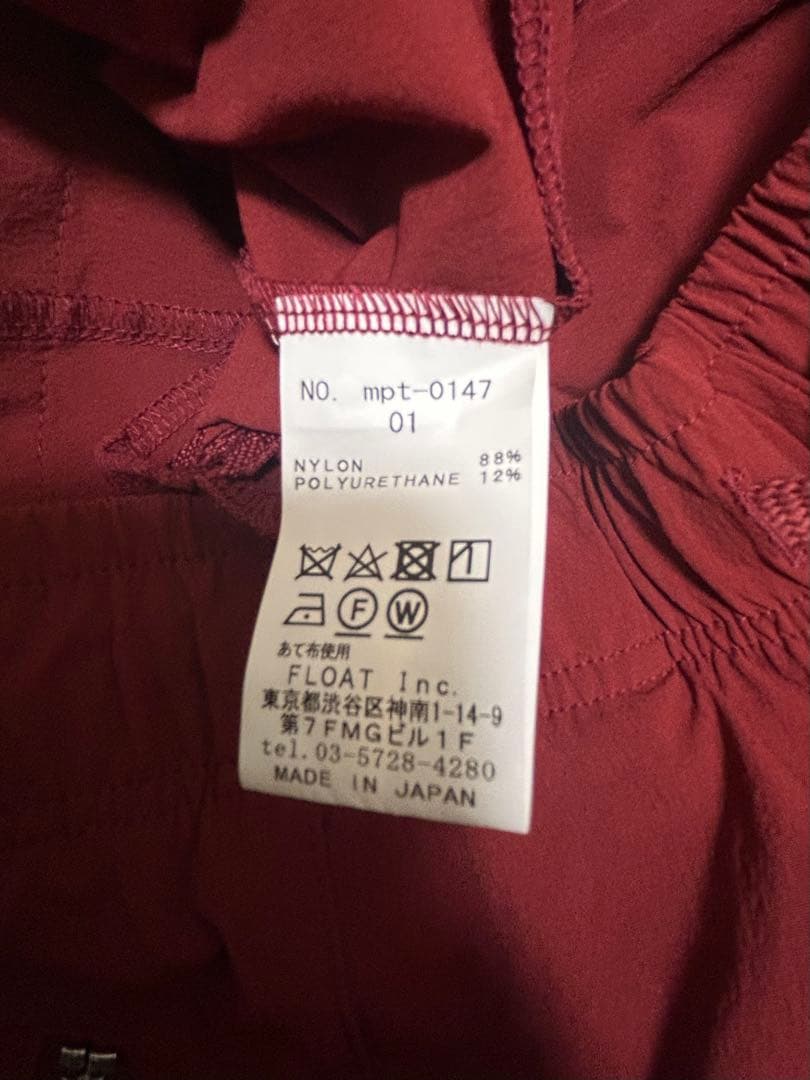 NO. mpt-0147
01
NYLON 88%
POLYURETHANE 12%
F W
あて布使用
FLOAT Inc.
東京都渋谷区神南1-14-9
第7FMGビル1F
tel.03-5728-4280
MADE IN JAPAN